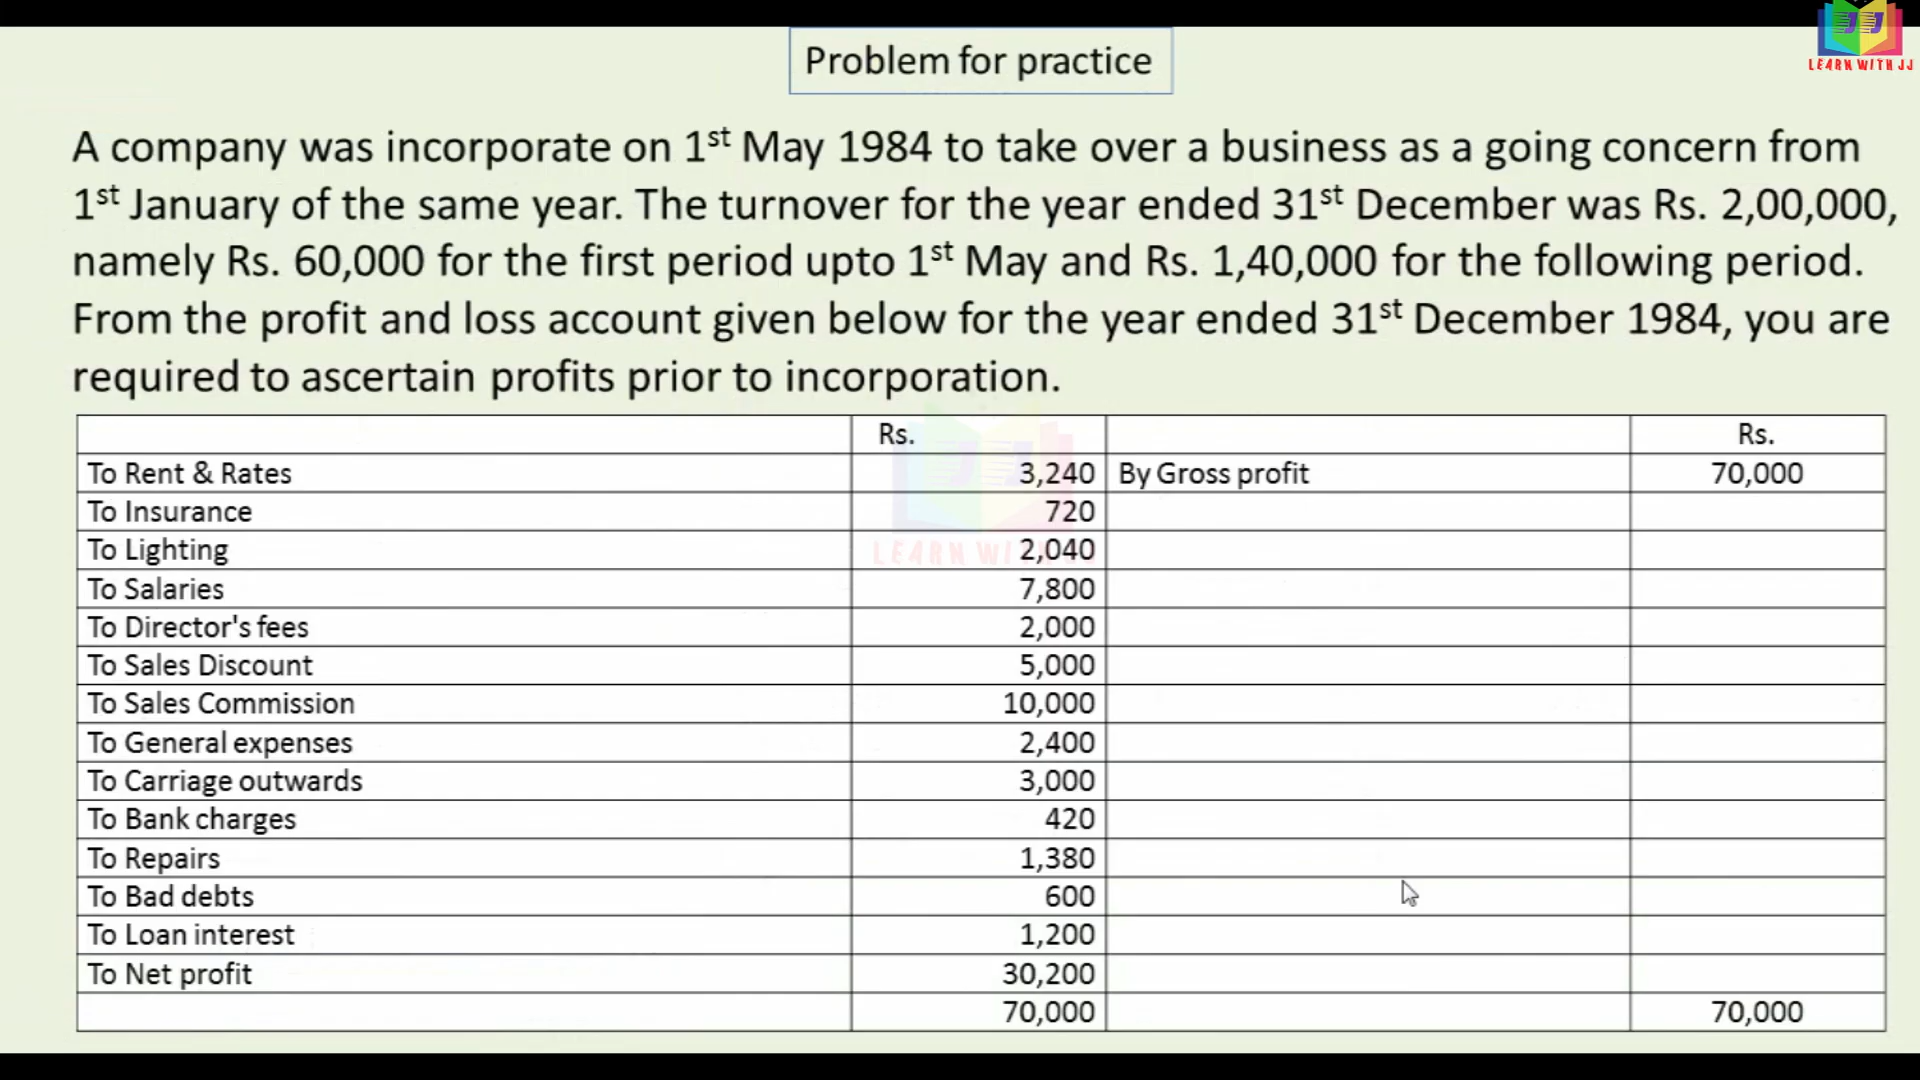 LEARN WITH JJ
Problem for practice
A company was incorporate on 1st May 1984 to take over a business as a going concern from
1st January of the same year. The turnover for the year ended 31st December was Rs. 2,00,000,
namely Rs. 60,000 for the first period upto 1st May and Rs. 1,40,000 for the following period.
From the profit and loss account given below for the year ended 31st December 1984, you are
required to ascertain profits prior to incorporation.
Rs. Rs.
To Rent & Rates 3,240 By Gross profit 70,000
To Insurance 720
To Lighting 2,040
LEARN WITH JJ
To Salaries 7,800
To Director's fees 2,000
To Sales Discount 5,000
To Sales Commission 10,000
To General expenses 2,400
To Carriage outwards 3,000
To Bank charges 420
To Repairs 1,380
To Bad debts 600
To Loan interest 1,200
To Net profit 30,200
70,000 70,000